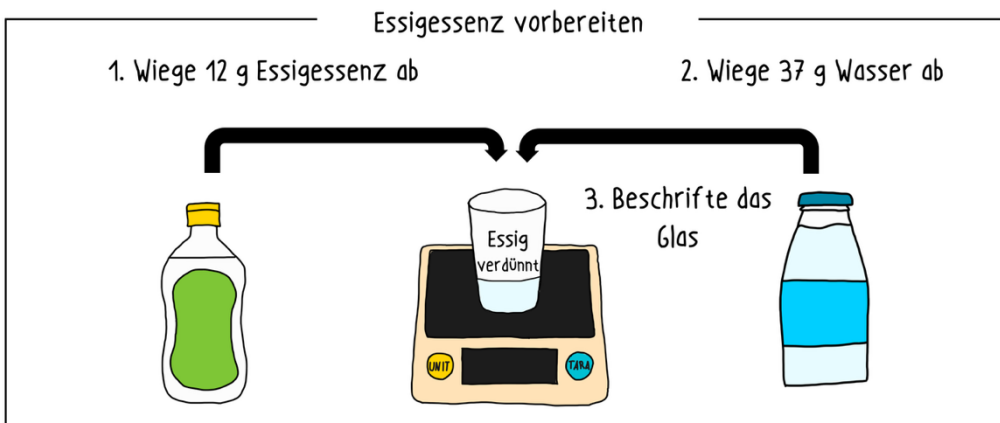 Essigessenz vorbereiten
1. Wiege 12 g Essigessenz ab
2. Wiege 37 g Wasser ab
3. Beschrifte das
Glas
Essig
verdünnt
UNIT
TARA